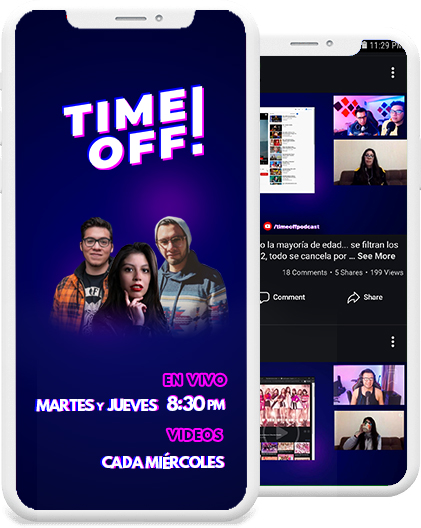 TIME
OFF!
EN VIVO
MARTES Y JUEVES 8:30 PM
VIDEOS
CADA MIÉRCOLES
11:29 PM
/timeoffpodcast
o la mayoría de edad... se filtran los
2, todo se cancela por ... See More
18 Comments • 5 Shares • 199 Views
Comment
Share